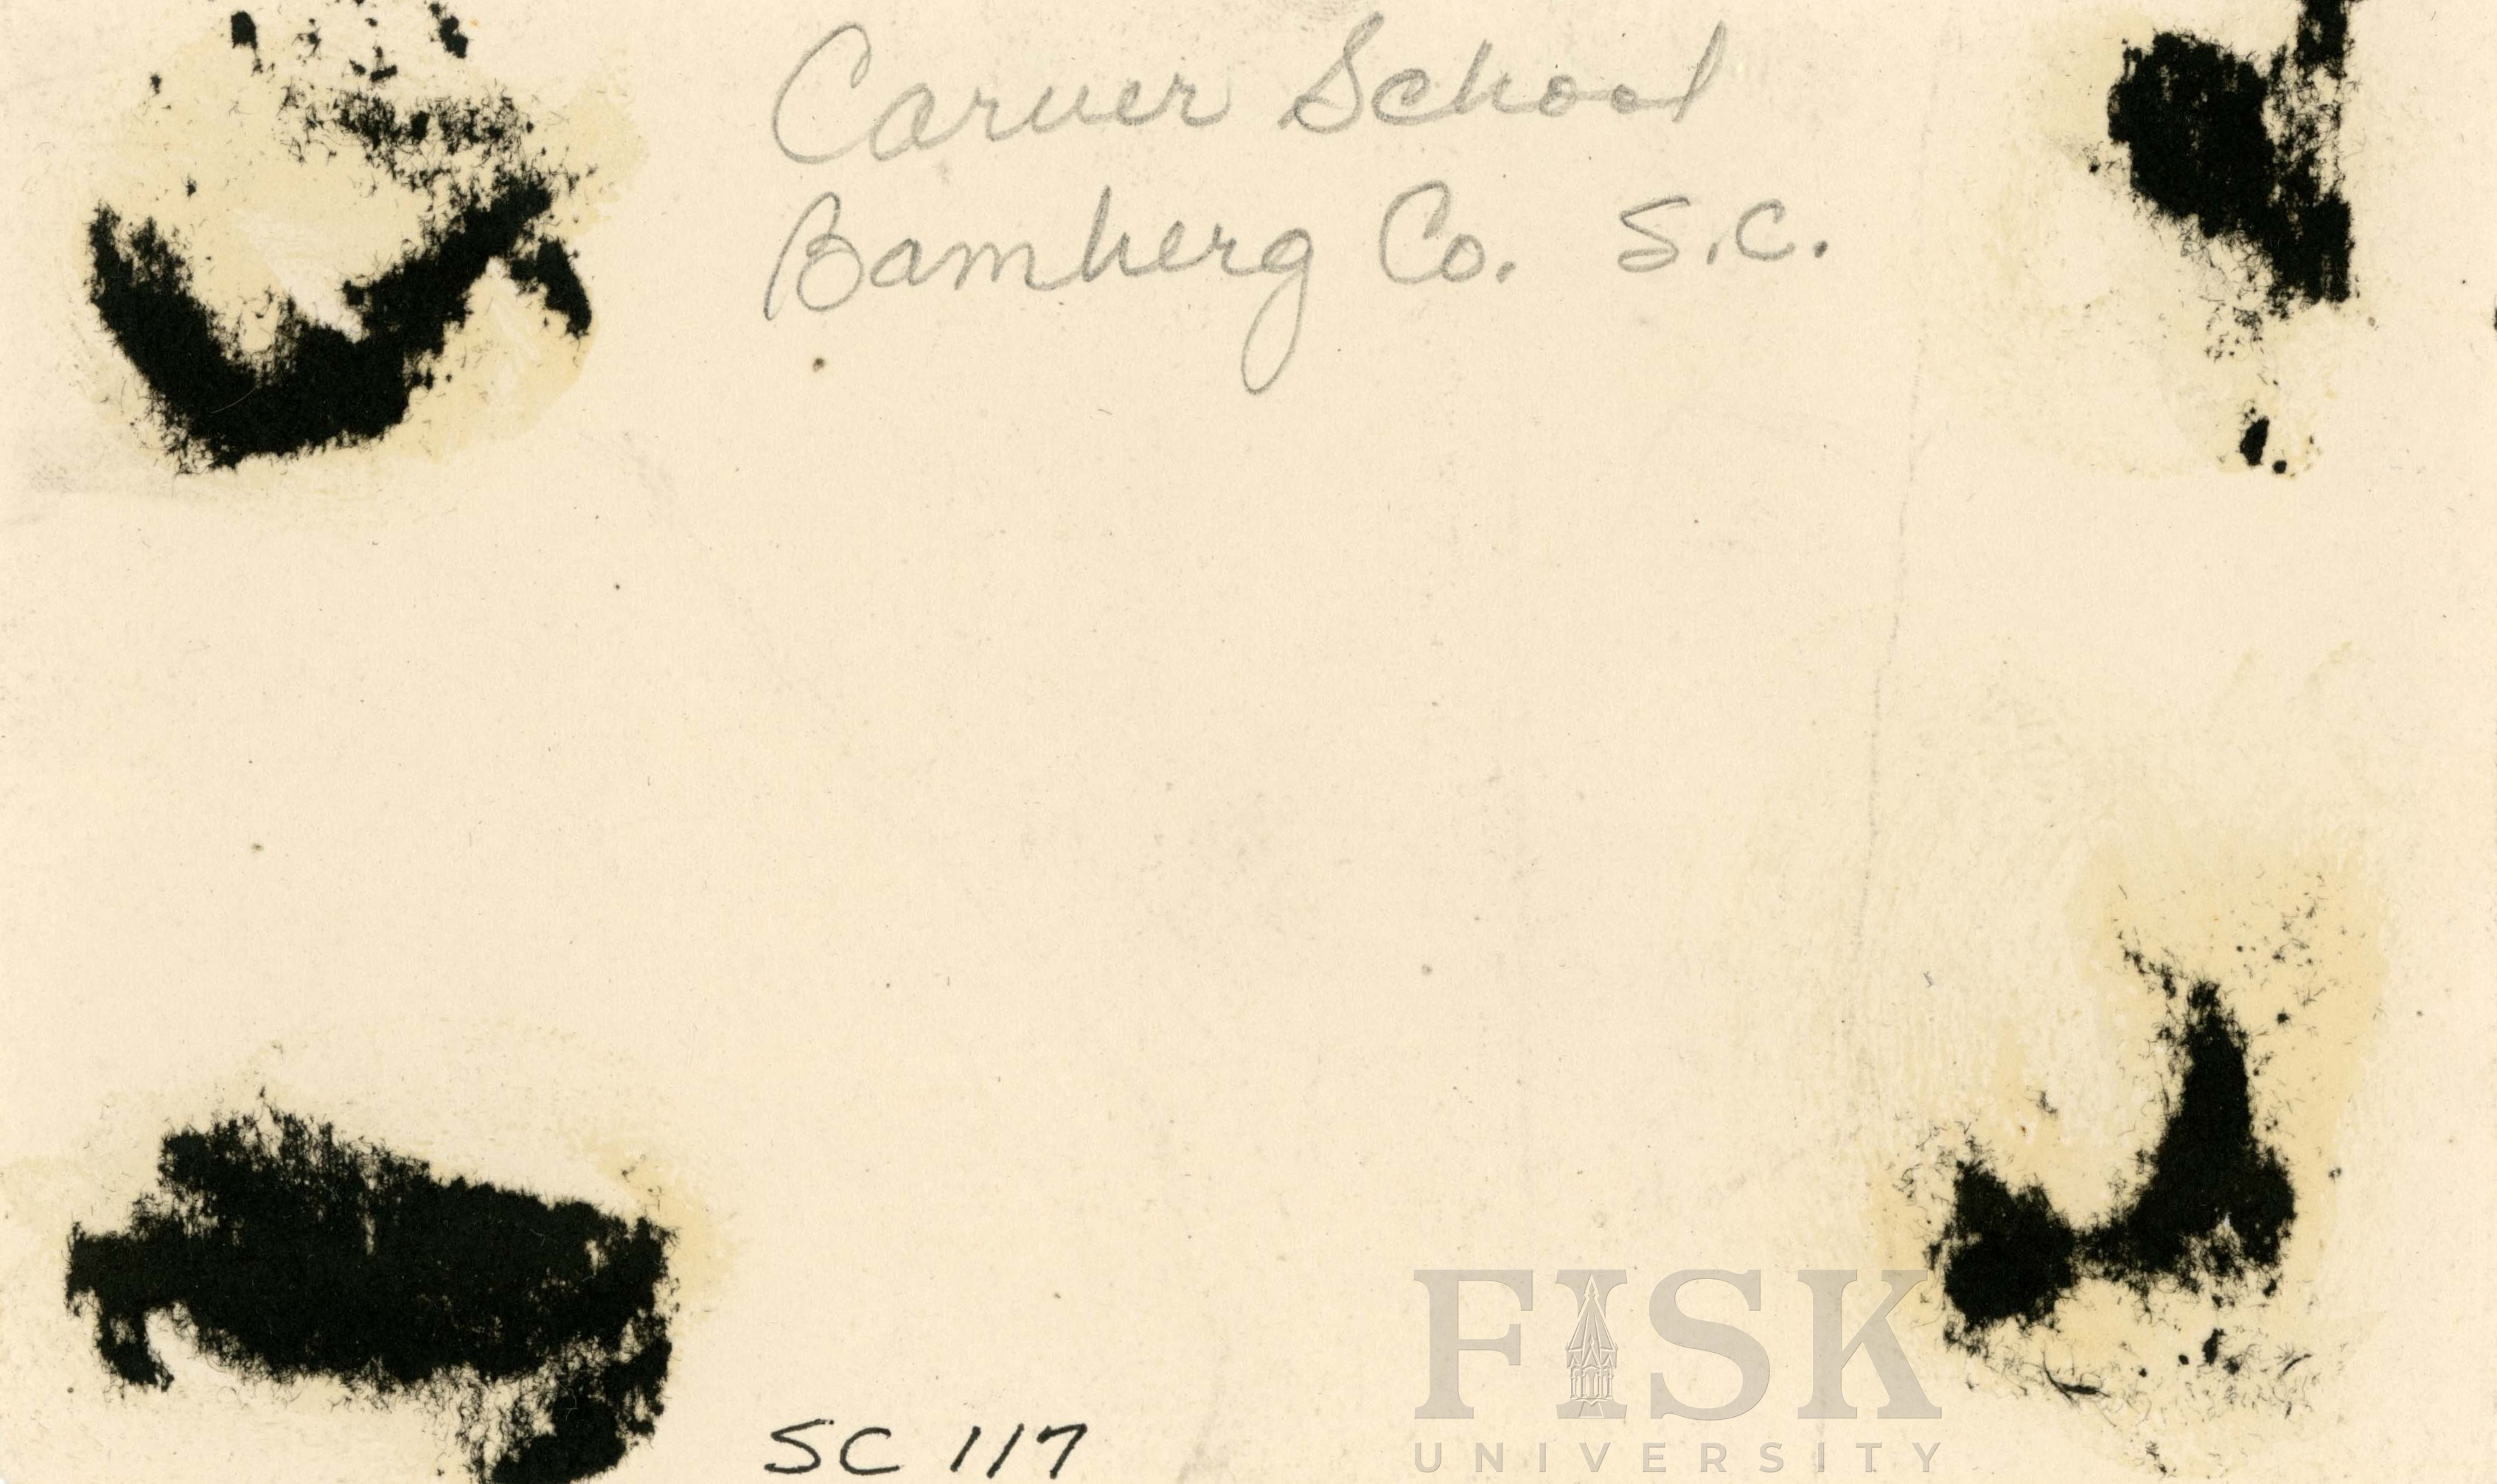 Carver School
Bamberg Co. S.C.
SC 117
FISK
UNIVERSITY